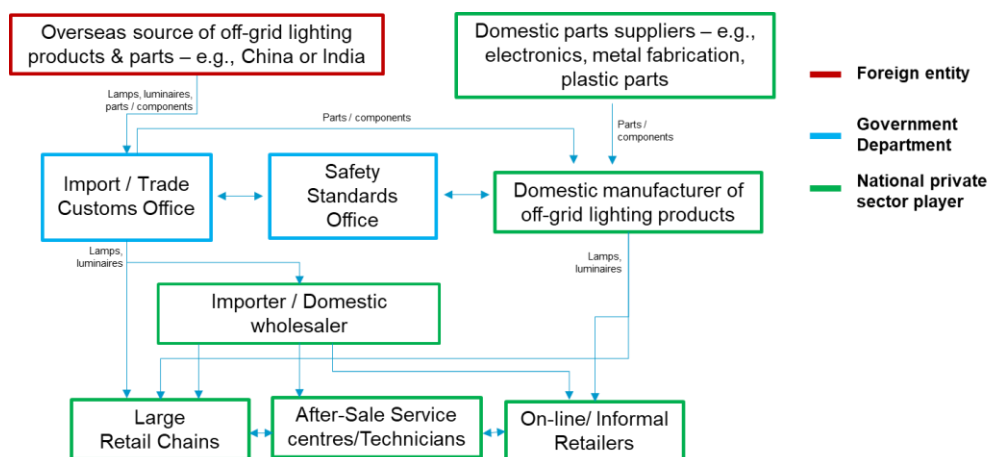 Overseas source of off-grid lighting
products & parts – e.g., China or India
Domestic parts suppliers – e.g.,
electronics, metal fabrication,
plastic parts
Foreign entity
Government
Department
National private
sector player
Lamps, luminaires,
parts / components
Parts / components
Parts /
components
Import / Trade
Customs Office
Safety
Standards
Office
Domestic manufacturer of
off-grid lighting products
Lamps,
luminaires
Lamps,
luminaires
Importer / Domestic
wholesaler
Large
Retail Chains
After-Sale Service
centres/Technicians
On-line/ Informal
Retailers